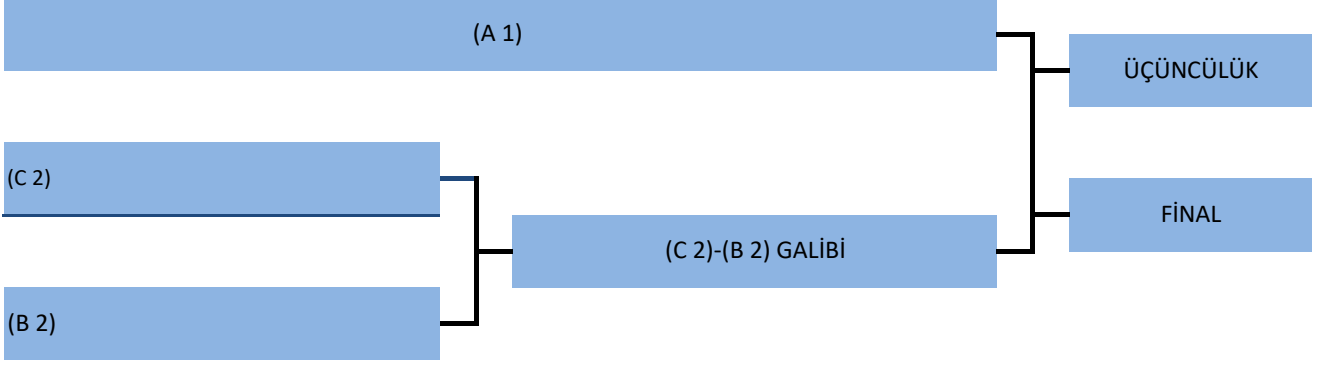 (A 1)
ÜÇÜNCÜLÜK
(C 2)
FİNAL
(C 2)-(B 2) GALİBİ
(B 2)